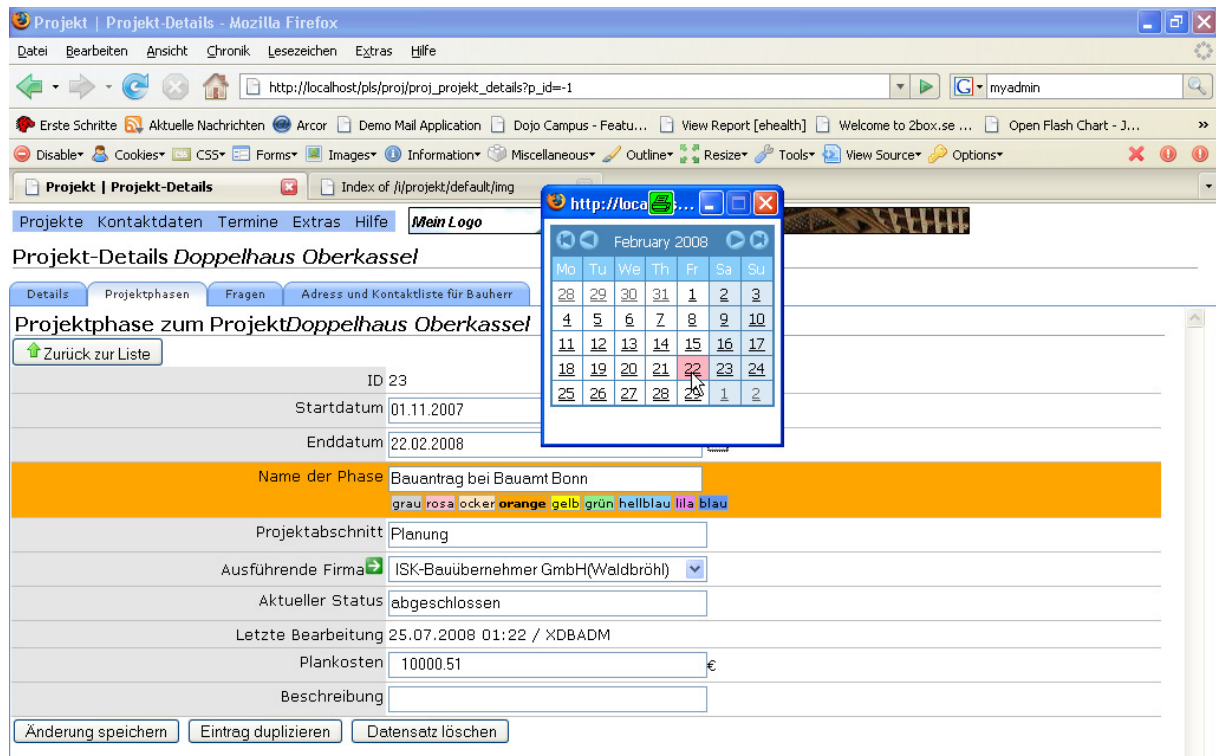 Projekt | Projekt-Details - Mozilla Firefox
Datei Bearbeiten Ansicht Chronik Lesezeichen Extras Hilfe
http://localhost/pls/proj/proj_projekt_details?p_id=-1 G myadmin
Erste Schritte Aktuelle Nachrichten Arcor Demo Mail Application Dojo Campus - Featu... View Report [ehealth] Welcome to 2box.se ... Open Flash Chart - J... »
Disable Cookies CSS Forms Images Information Miscellaneous Outline Resize Tools View Source Options
Projekt | Projekt-Details Index of /i/projekt/default/img
Projekte Kontaktdaten Termine Extras Hilfe Mein Logo
Projekt-Details Doppelhaus Oberkassel
Details Projektphasen Fragen Adress und Kontaktliste für Bauherr
Projektphase zum ProjektDoppelhaus Oberkassel
Zurück zur Liste
ID 23
Startdatum 01.11.2007
Enddatum 22.02.2008
Name der Phase Bauantrag bei Bauamt Bonn
grau rosa ocker orange gelb grün hellblau lila blau
Projektabschnitt Planung
Ausführende Firma ISK-Bauübernehmer GmbH(Waldbröhl)
Aktueller Status abgeschlossen
Letzte Bearbeitung 25.07.2008 01:22 / XDBADM
Plankosten 10000.51 €
Beschreibung
Änderung speichern Eintrag duplizieren Datensatz löschen
http://loca s...
February 2008
Mo Tu We Th Fr Sa Su
28 29 30 31 1 2 3
4 5 6 7 8 9 10
11 12 13 14 15 16 17
18 19 20 21 22 23 24
25 26 27 28 29 1 2